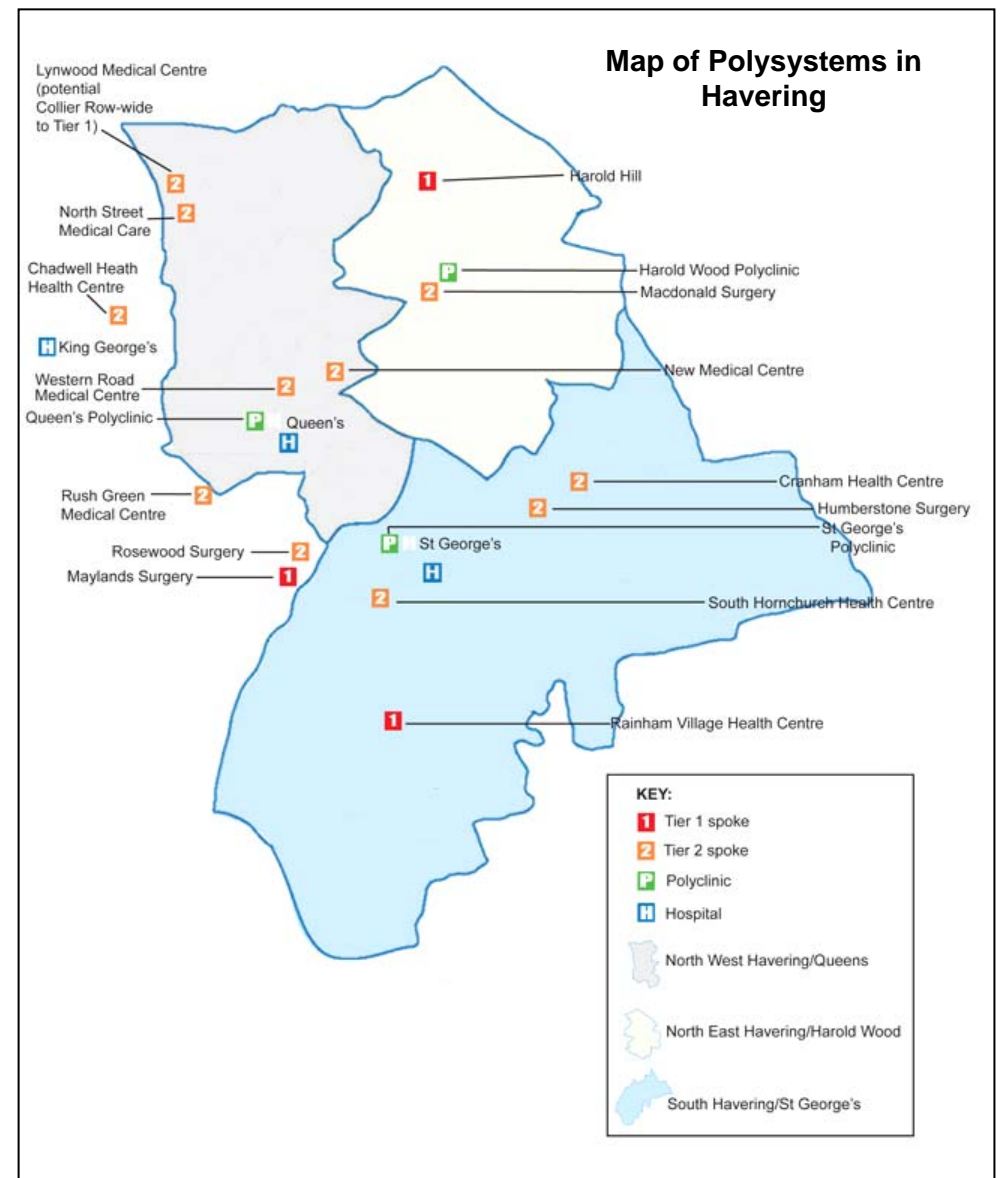 Map of Polysystems in
Havering
Lynwood Medical Centre
(potential
Collier Row-wide
to Tier 1)
2
1
Harold Hill
North Street
Medical Care
2
Chadwell Heath
Health Centre
2
P
Harold Wood Polyclinic
2
Macdonald Surgery
H
King George's
2
New Medical Centre
Western Road
Medical Centre
2
Queen's Polyclinic
P
H
Queen's
H
Rush Green
Medical Centre
2
2
Cranham Health Centre
2
Humberstone Surgery
St George's
Polyclinic
Rosewood Surgery
2
P
H
St George's
Maylands Surgery
1
H
2
South Hornchurch Health Centre
1
Rainham Village Health Centre
KEY:
1 Tier 1 spoke
2 Tier 2 spoke
P Polyclinic
H Hospital
North West Havering/Queens
North East Havering/Harold Wood
South Havering/St George's